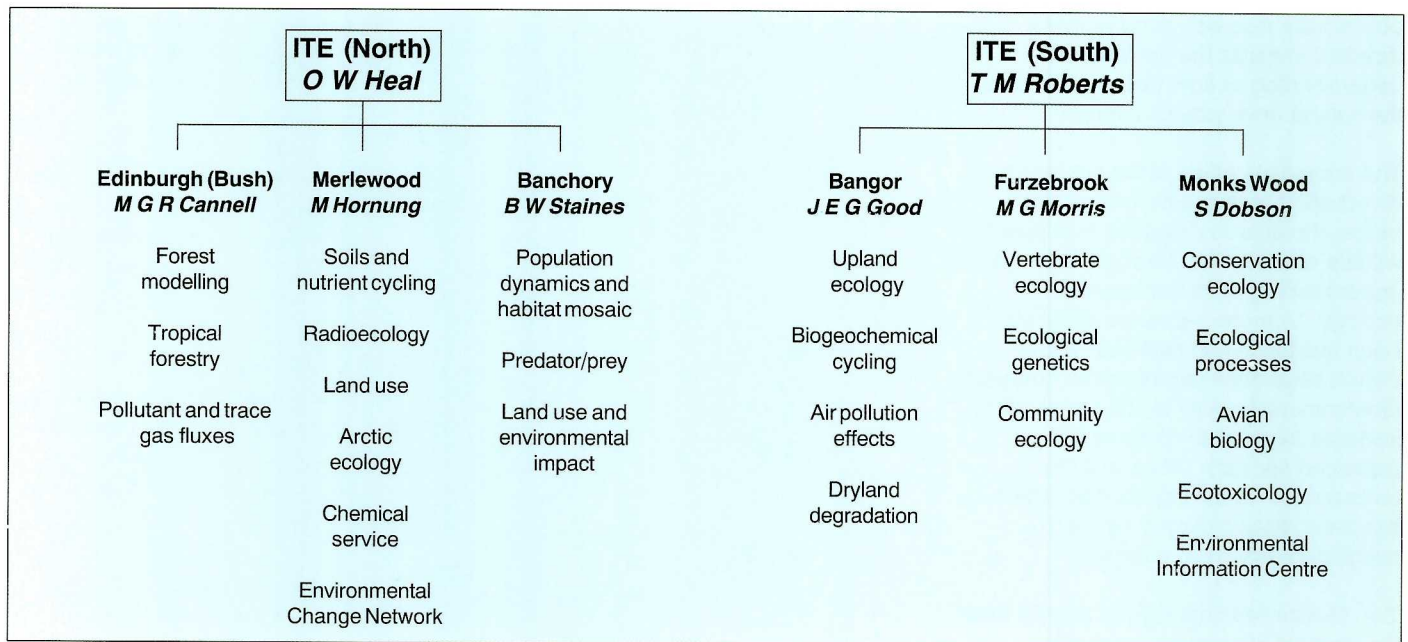 ITE (North)
O W Heal
Edinburgh (Bush)
M G R Cannell
Forest
modelling
Tropical
forestry
Pollutant and trace
gas fluxes
Merlewood
M Hornung
Soils and
nutrient cycling
Radioecology
Land use
Arctic
ecology
Chemical
service
Environmental
Change Network
Banchory
B W Staines
Population
dynamics and
habitat mosaic
Predator/prey
Land use and
environmental
impact
ITE (South)
T M Roberts
Bangor
J E G Good
Upland
ecology
Biogeochemical
cycling
Air pollution
effects
Dryland
degradation
Furzebrook
M G Morris
Vertebrate
ecology
Ecological
genetics
Community
ecology
Monks Wood
S Dobson
Conservation
ecology
Ecological
processes
Avian
biology
Ecotoxicology
Environmental
Information Centre